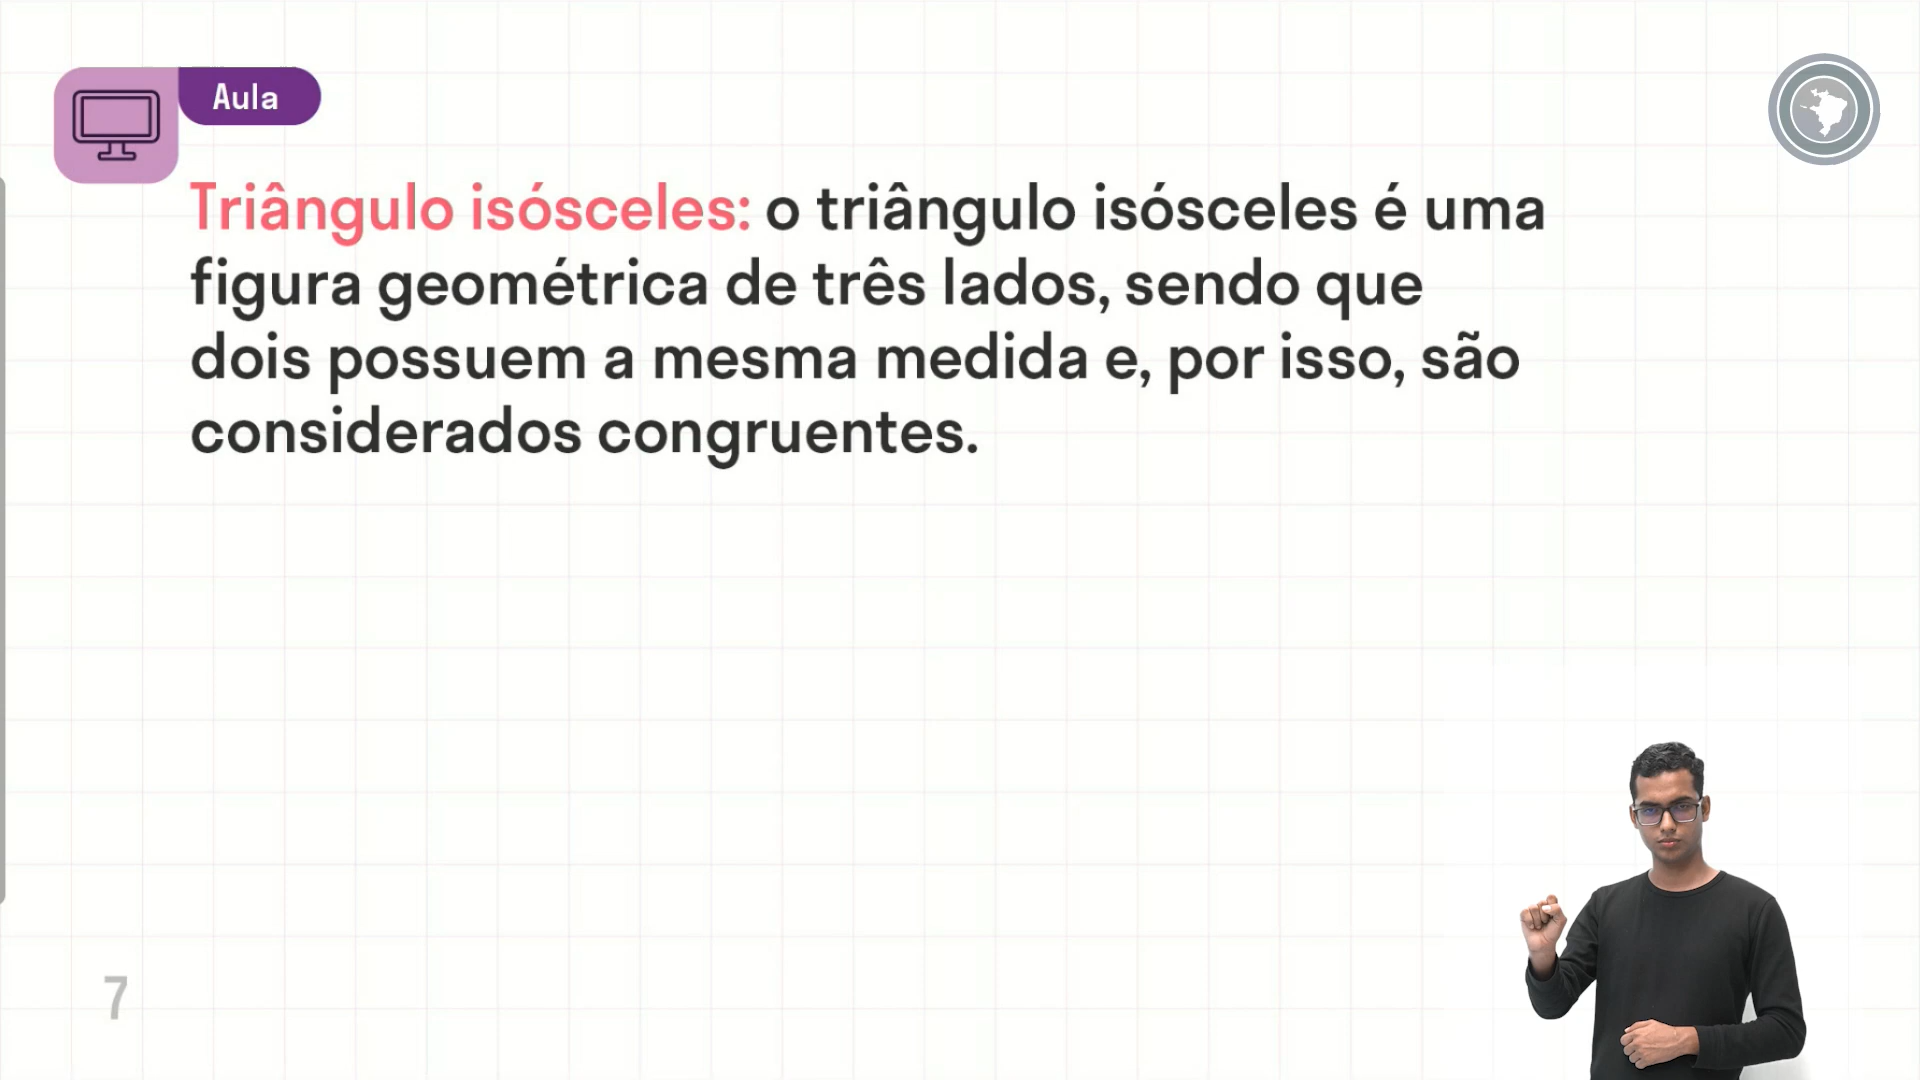 Aula
Triângulo isósceles: o triângulo isósceles é uma
figura geométrica de três lados, sendo que
dois possuem a mesma medida e, por isso, são
considerados congruentes.
7